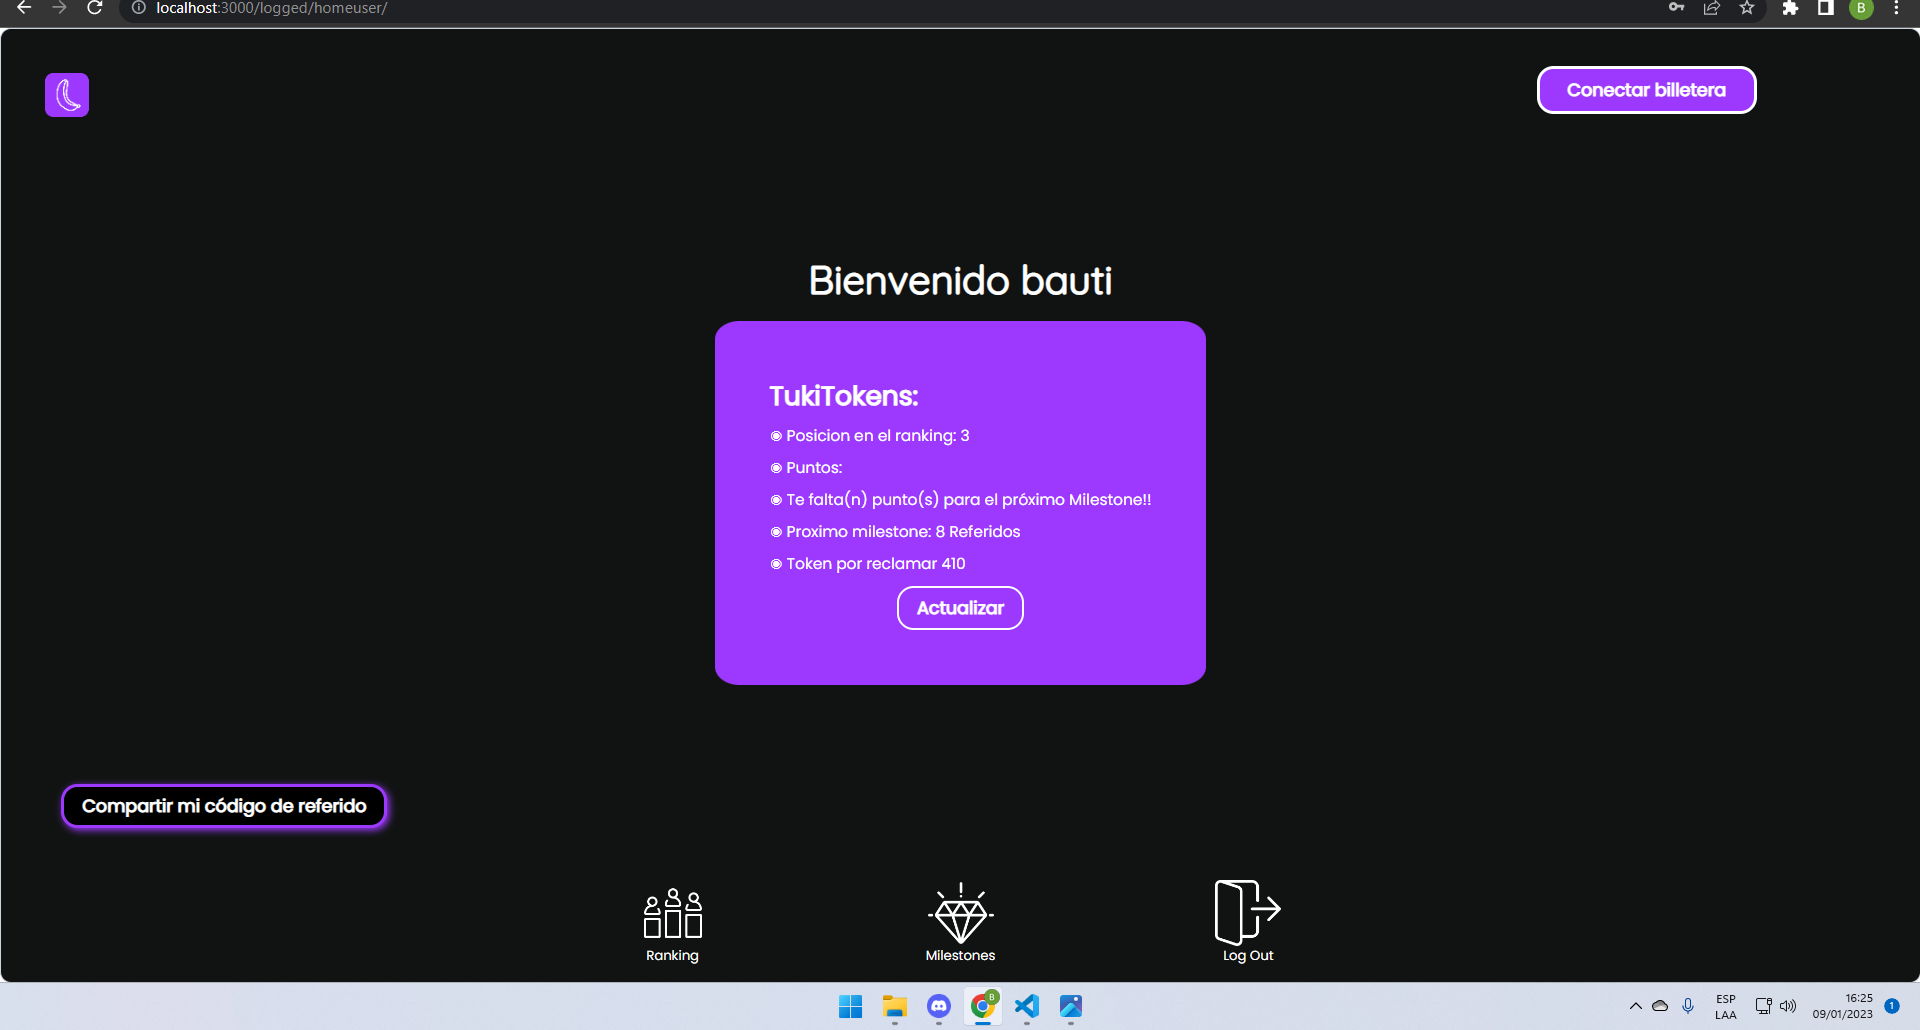 localhost:3000/logged/homeuser/
B
Conectar billetera
Bienvenido bauti
TukiTokens:
◉ Posicion en el ranking: 3
◉ Puntos:
◉ Te falta(n) punto(s) para el próximo Milestone!!
◉ Proximo milestone: 8 Referidos
◉ Token por reclamar 410
Actualizar
Compartir mi código de referido
Ranking
Milestones
Log Out
B
ESP
LAA
16:25
09/01/2023
1